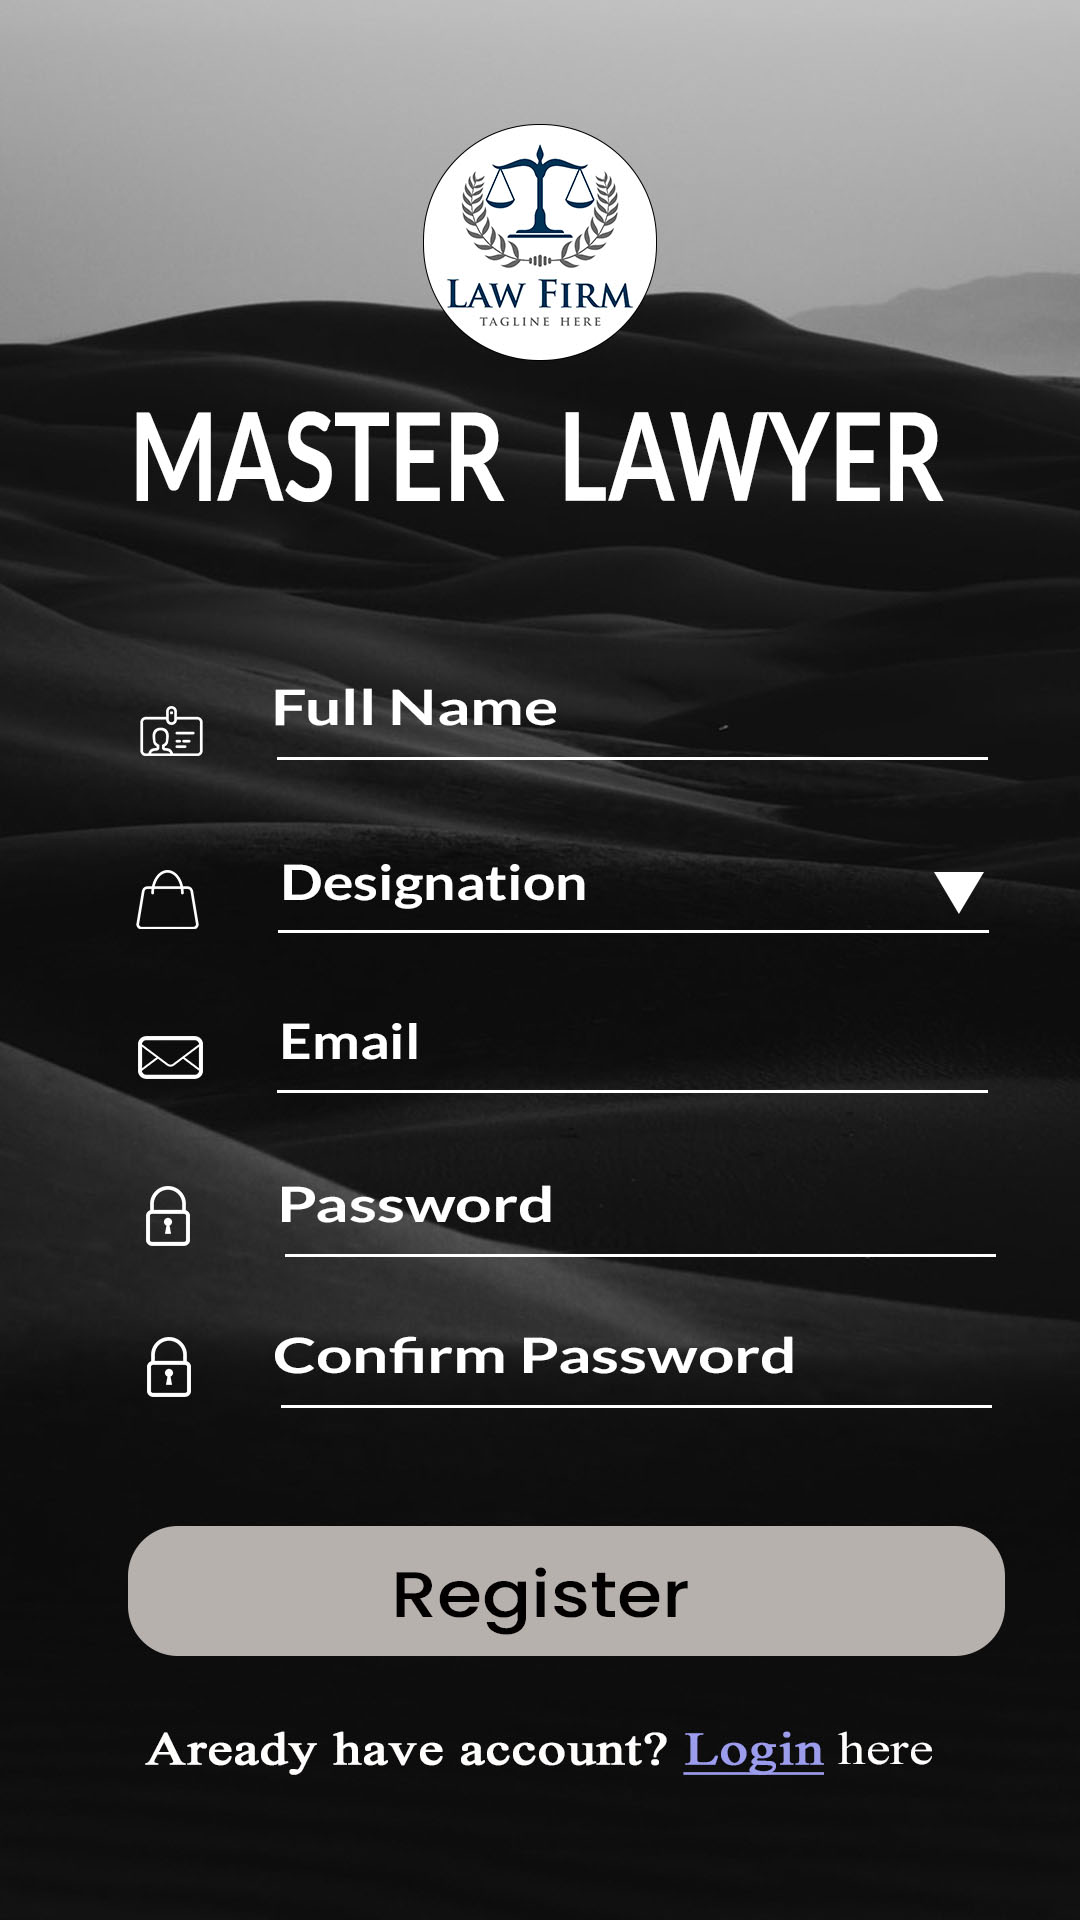 LAW FIRM
TAGLINE HERE
MASTER LAWYER
Full Name
Designation
Email
Password
Confirm Password
Register
Aready have account? Login here